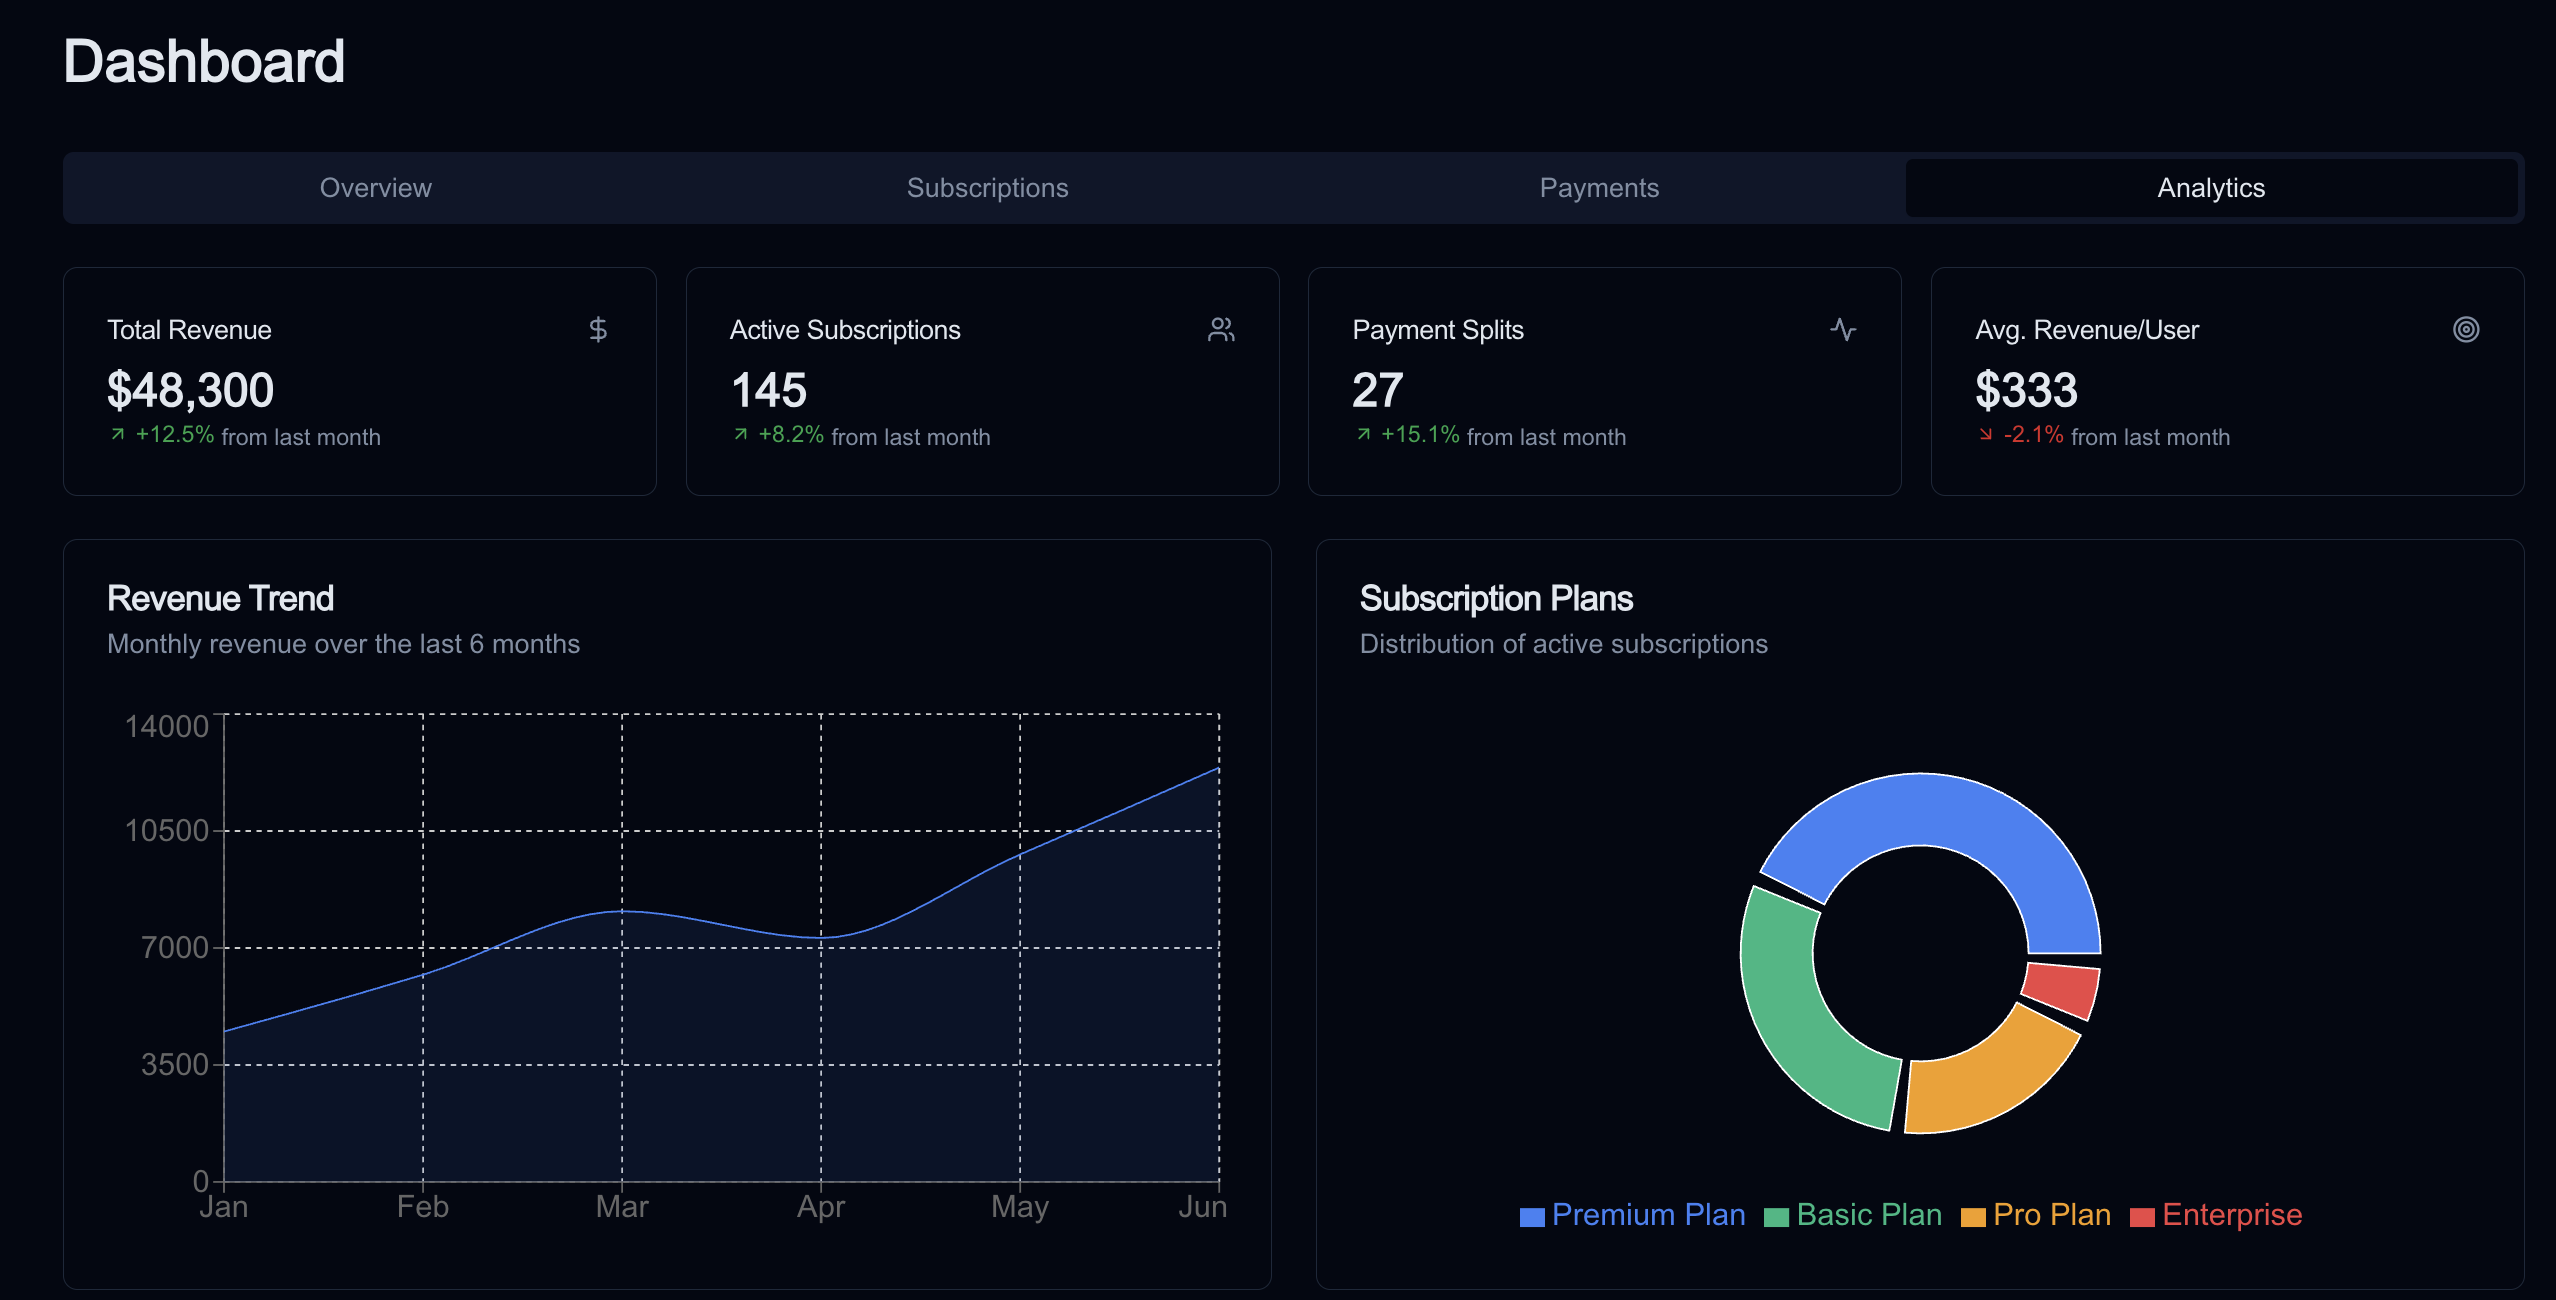 Dashboard
Overview Subscriptions Payments Analytics
Total Revenue
$48,300
+12.5% from last month
Active Subscriptions
145
+8.2% from last month
Payment Splits
27
+15.1% from last month
Avg. Revenue/User
$333
-2.1% from last month
Revenue Trend
Monthly revenue over the last 6 months
14000
10500
7000
3500
0
Jan Feb Mar Apr May Jun
Subscription Plans
Distribution of active subscriptions
Premium Plan Basic Plan Pro Plan Enterprise